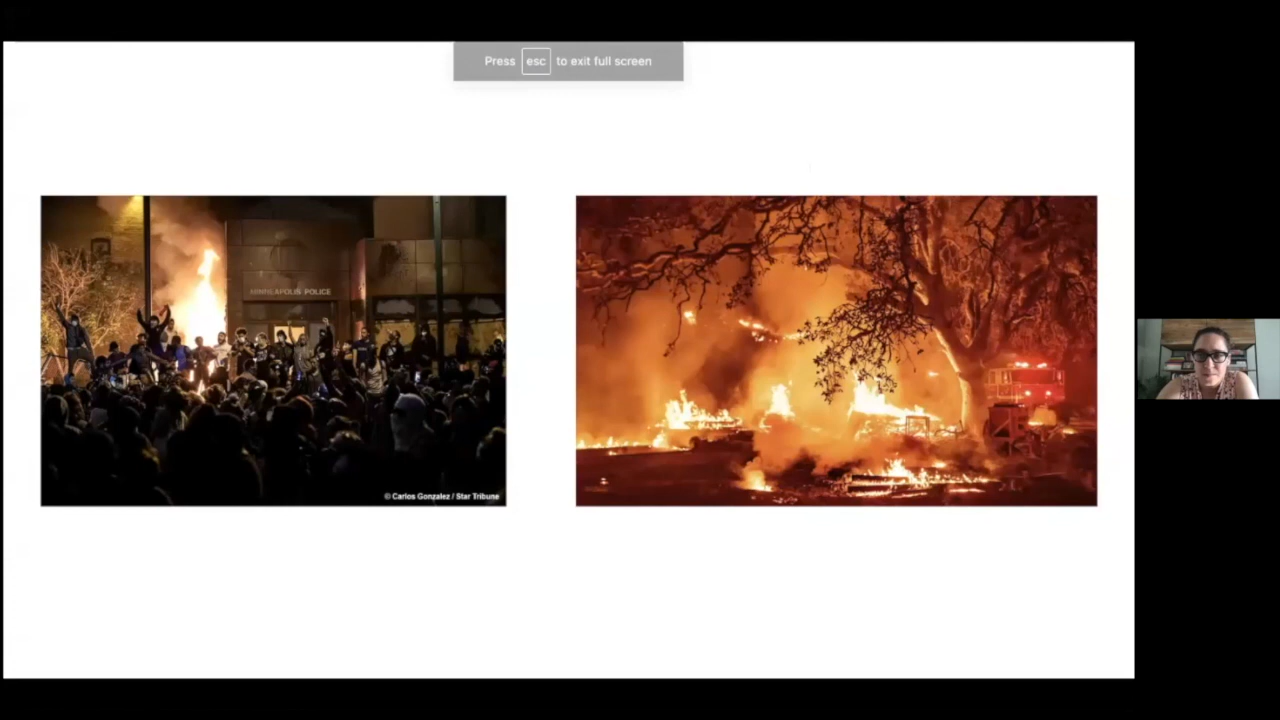 Press esc to exit full screen
MINNEAPOLIS POLICE
© Carlos Gonzalez / Star Tribune